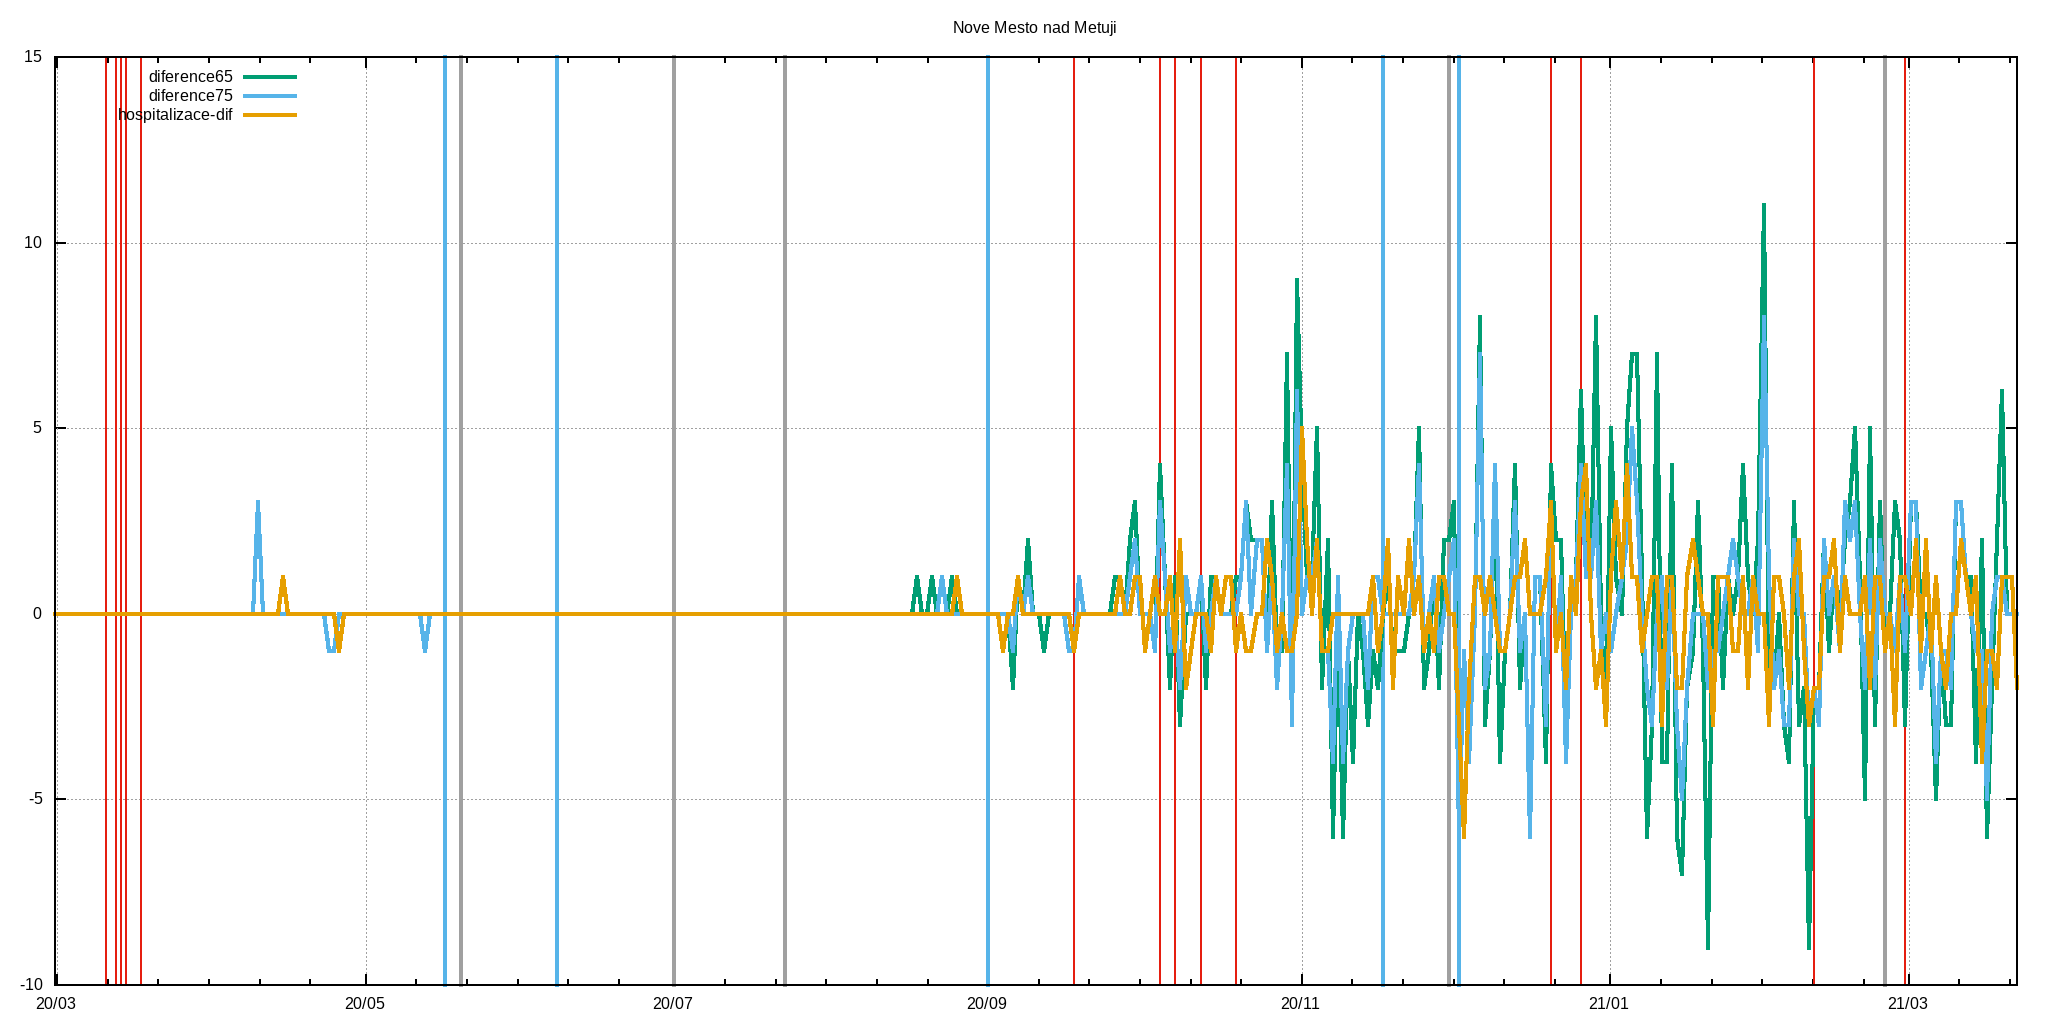 Nove Mesto nad Metuji
15
diference65
diference75
hospitalizace-dif
10
5
0
-5
-10
20/03 20/05 20/07 20/09 20/11 21/01 21/03